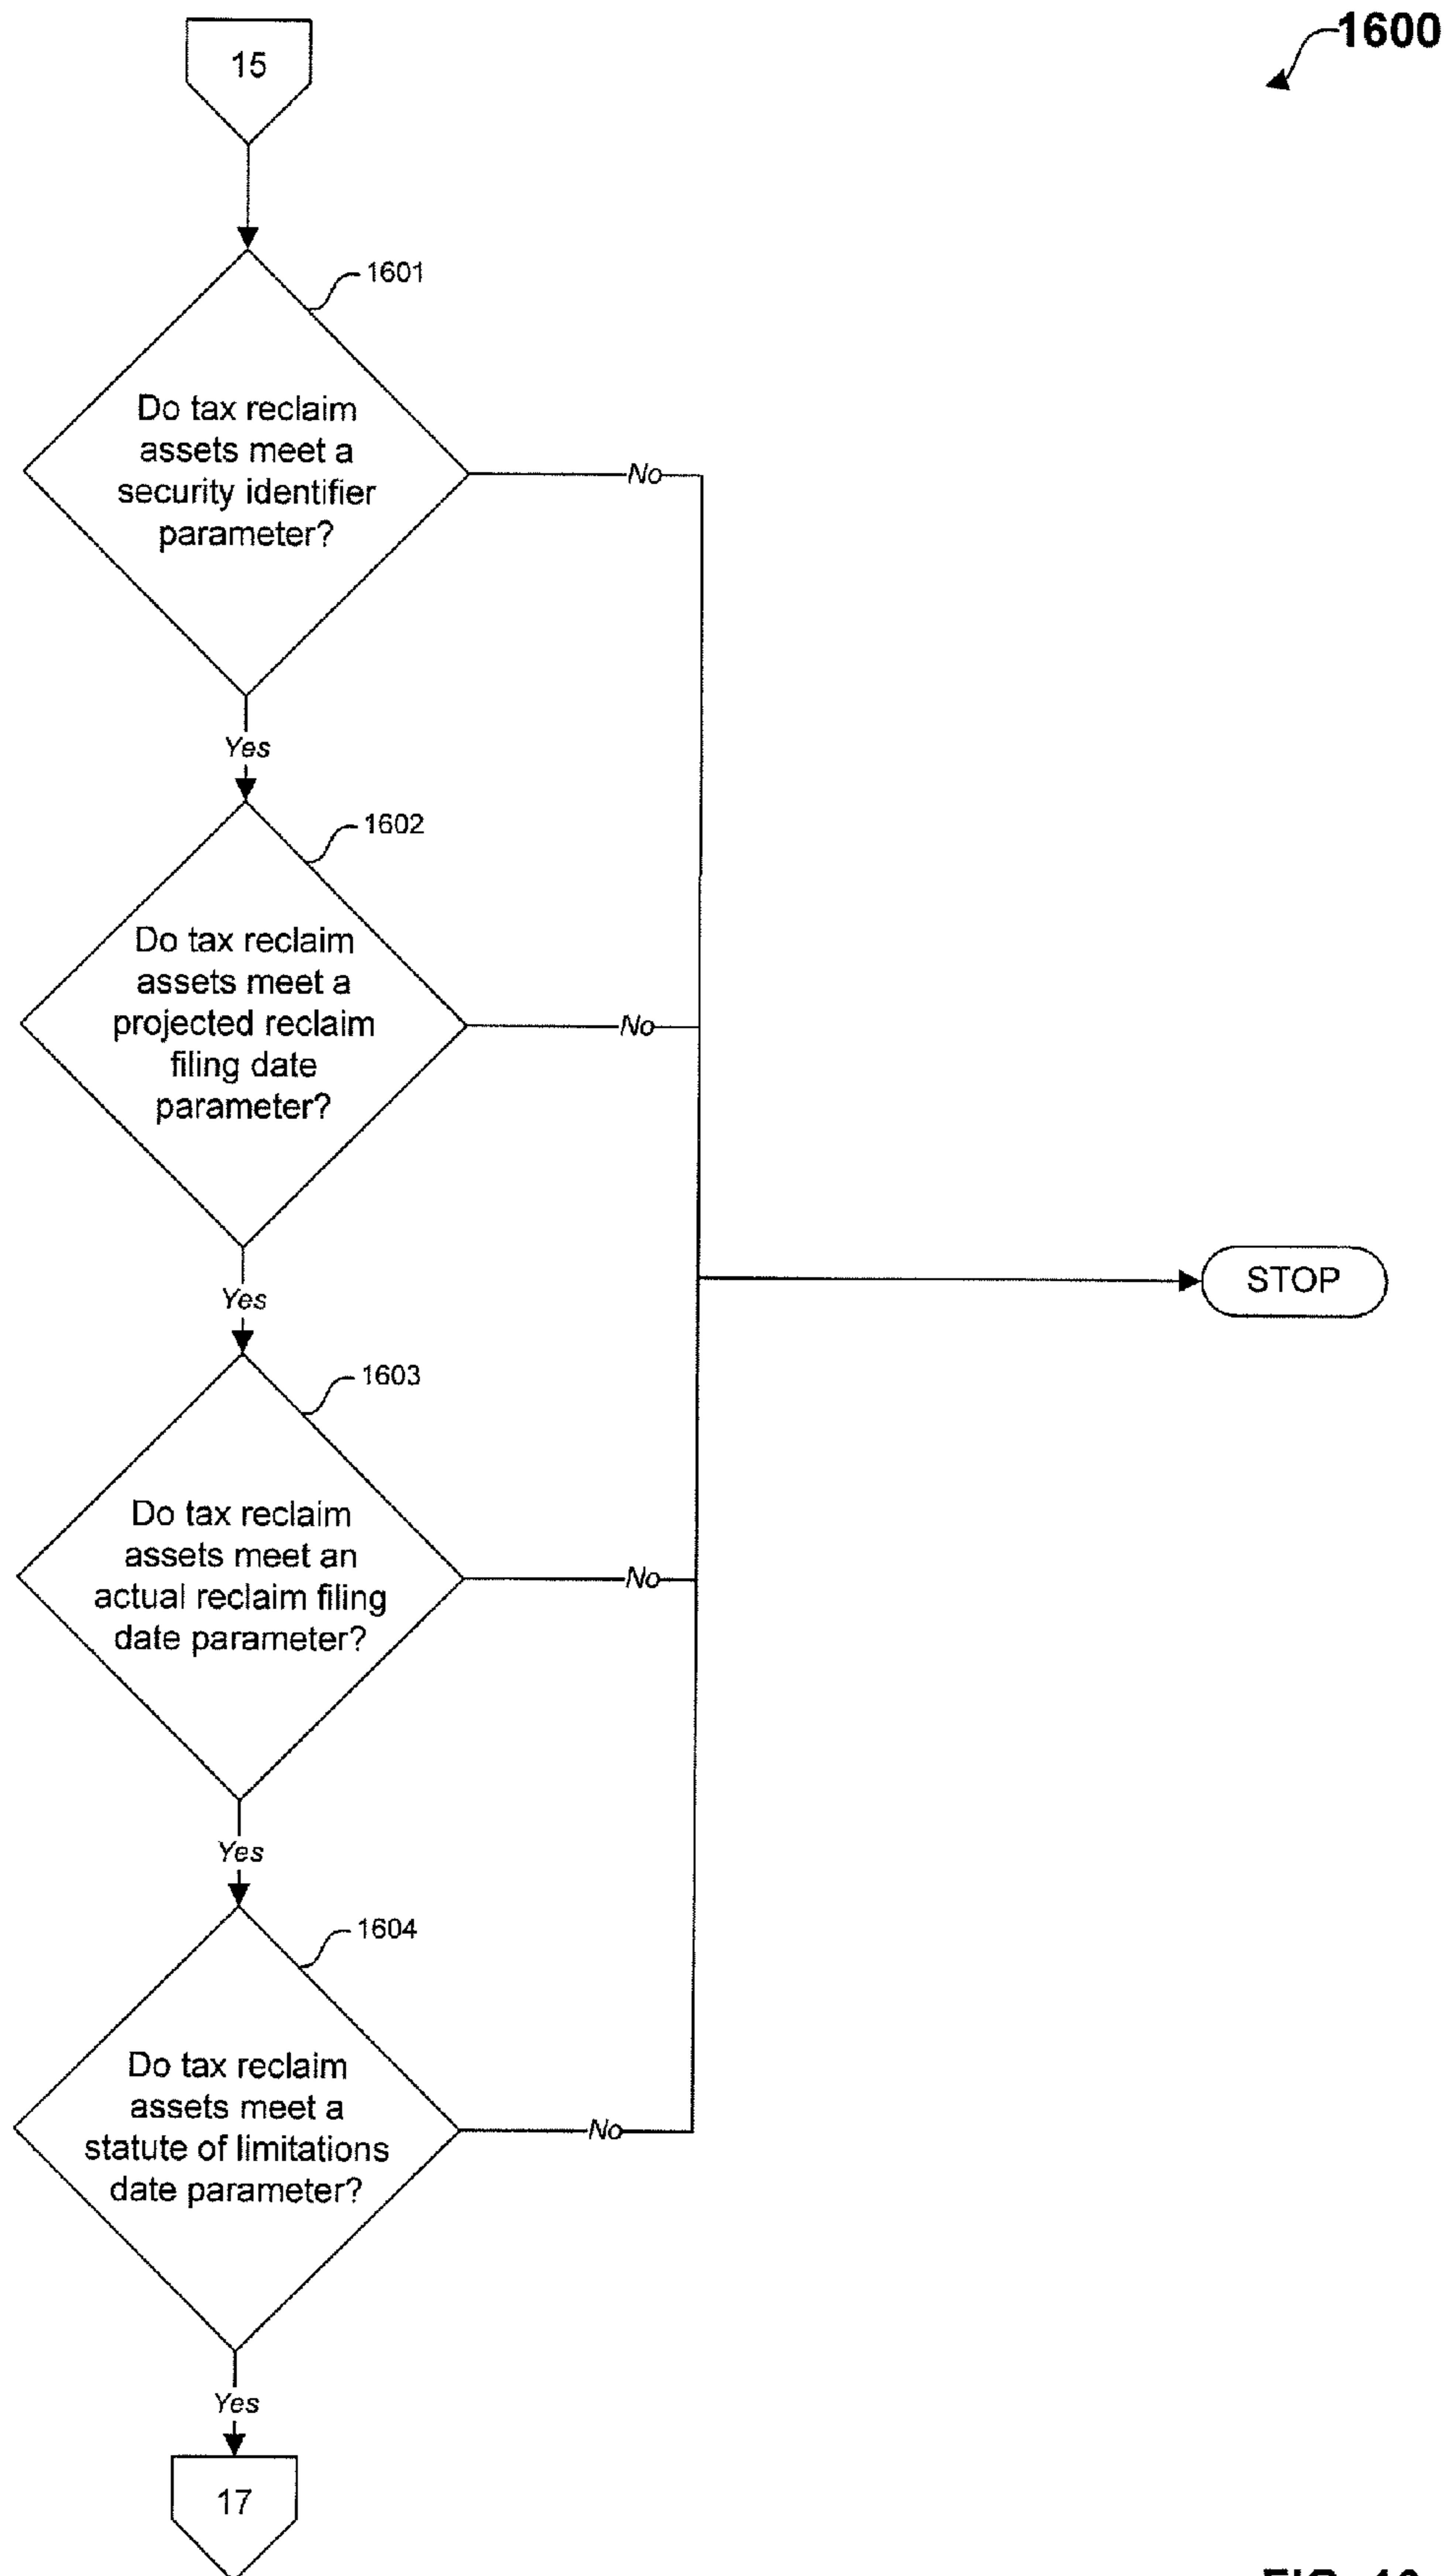 1600
15
1601
Do tax reclaim
assets meet a
security identifier
parameter?
No
Yes
1602
Do tax reclaim
assets meet a
projected reclaim
filing date
parameter?
No
Yes
STOP
1603
Do tax reclaim
assets meet an
actual reclaim filing
date parameter?
No
Yes
1604
Do tax reclaim
assets meet a
statute of limitations
date parameter?
No
Yes
17